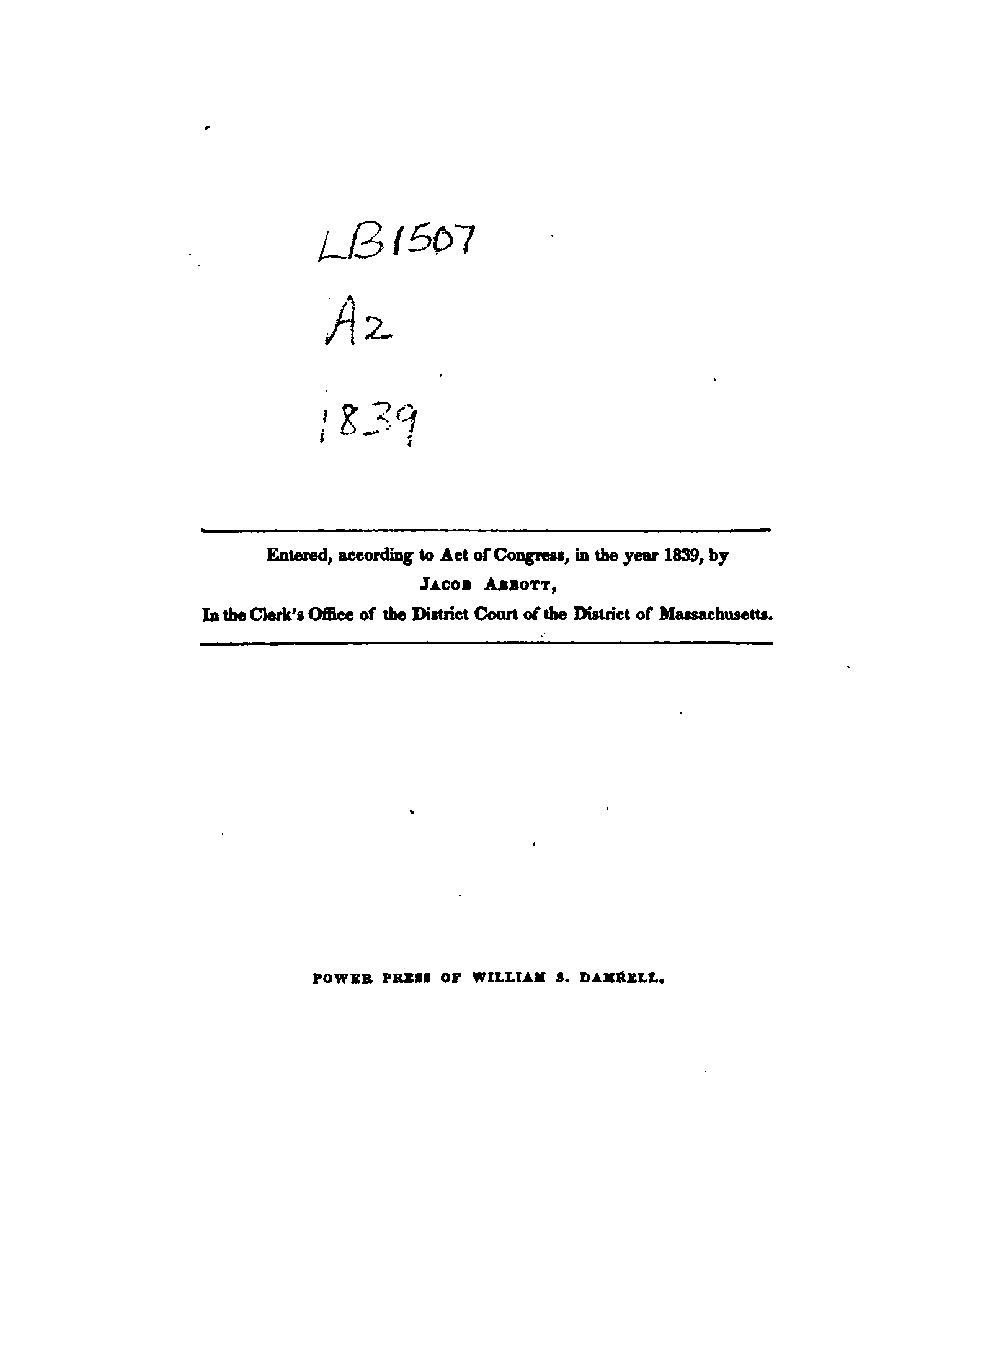 LB1507
A2
1839
Entered, according to Act of Congress, in the year 1839, by
JACOB ABBOTT,
In the Clerk's Office of the District Court of the District of Massachusetts.
POWER PRESS OF WILLIAM S. DAMRELL.